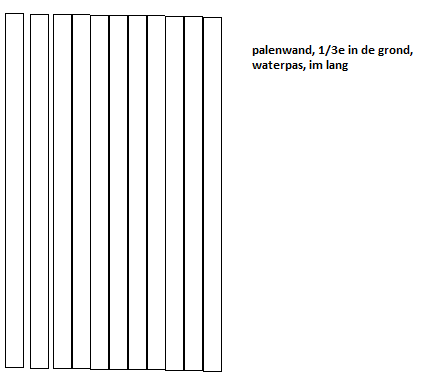 palenwand, 1/3e in de grond,
waterpas, im lang